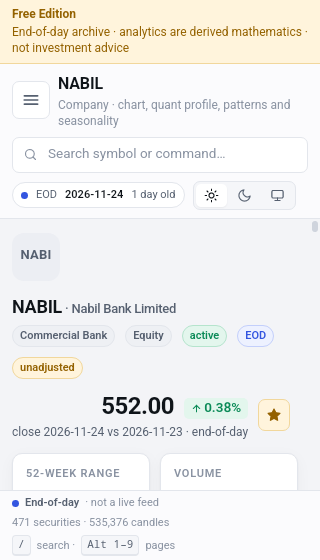 Free Edition
End-of-day archive · analytics are derived mathematics ·
not investment advice
NABIL
Company · chart, quant profile, patterns and
seasonality
Search symbol or command...
EOD 2026-11-24 1 day old
NABI
NABIL · Nabil Bank Limited
Commercial Bank Equity active EOD
unadjusted
552.00 ↑ 0.38%
close 2026-11-24 vs 2026-11-23 · end-of-day
52-WEEK RANGE VOLUME
End-of-day · not a live feed
471 securities · 535,376 candles
/ search · Alt 1–9 pages